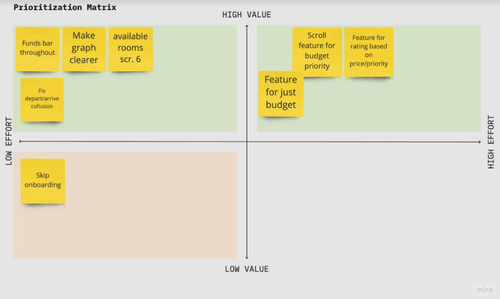 Prioritization Matrix
HIGH VALUE
Funds bar
throughout
Make
graph
clearer
available
rooms
scr. 6
Scroll
feature for
budget
priority
Feature for
rating based
on
price/priority
Fix
depart/arrive
cofusion
Feature
for just
budget
LOW EFFORT
HIGH EFFORT
Skip
onboarding
LOW VALUE
miro